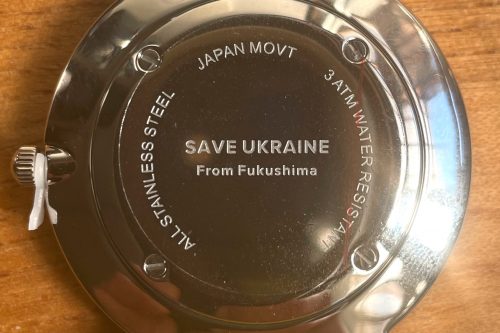 JAPAN MOVT
3 ATM WATER RESISTANT
ALL STAINLESS STEEL
SAVE UKRAINE
From Fukushima